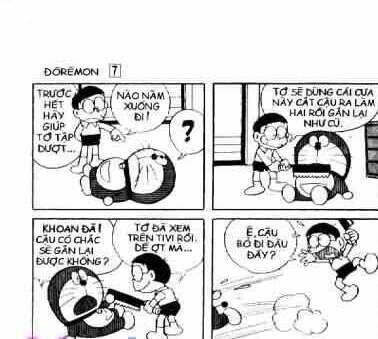 ĐÔRÊMON 7
TRƯỚC
HẾT
HÃY
GIÚP
TỚ TẬP
DƯỢT...
NÀO NẰM
XUỐNG
ĐI!
?
TỚ SẼ DÙNG CÁI CƯA
NÀY CẮT CẬU RA LÀM
HAI RỒI GẮN LẠI
NHƯ CŨ.
KHOAN ĐÃ!
CẬU CÓ CHẮC
SẼ GẮN LẠI
ĐƯỢC KHÔNG?
TỚ ĐÃ XEM
TRÊN TIVI RỒI.
DỄ ỢT MÀ...
Ê, CẬU
BỎ ĐI ĐÂU
ĐẤY?